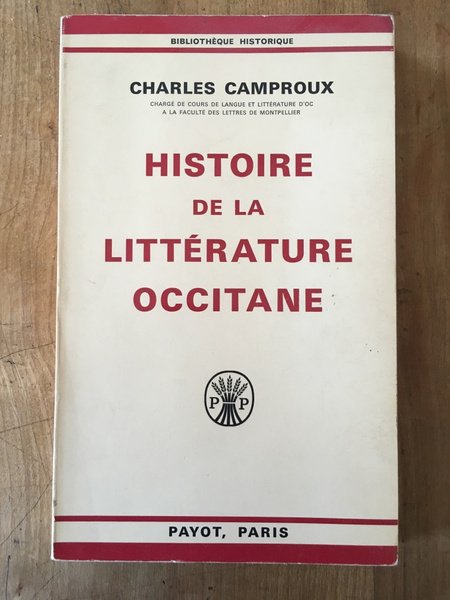 BIBLIOTHÈQUE HISTORIQUE
CHARLES CAMPROUX
CHARGÉ DE COURS DE LANGUE ET LITTÉRATURE D'OC
A LA FACULTÉ DES LETTRES DE MONTPELLIER
HISTOIRE
DE LA
LITTÉRATURE
OCCITANE
P P
PAYOT, PARIS